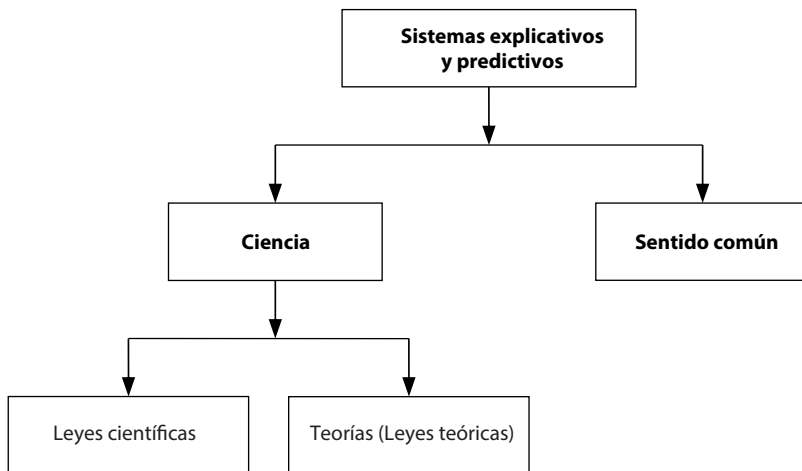 Sistemas explicativos
y predictivos
Ciencia
Sentido común
Leyes científicas
Teorías (Leyes teóricas)